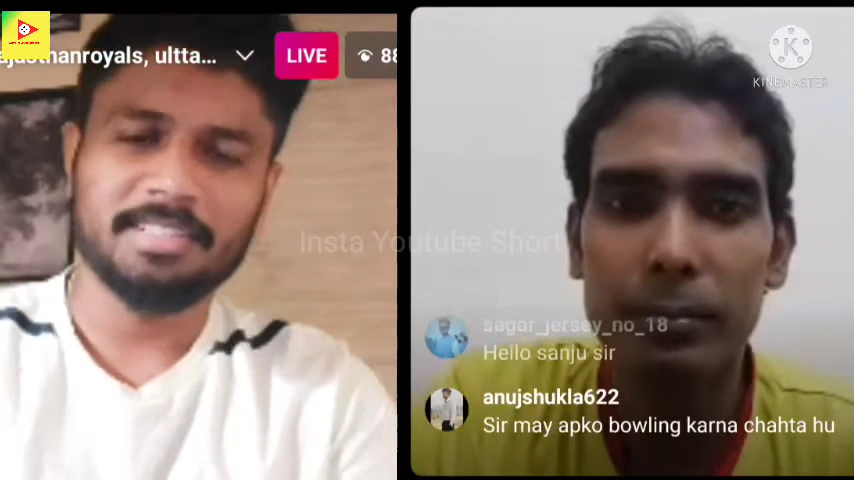 ajasthanroyals, ultta...
LIVE
88
KINEMASTER
Insta Youtube Short
sagar_jersey_no_18
Hello sanju sir
anujshukla622
Sir may apko bowling karna chahta hu